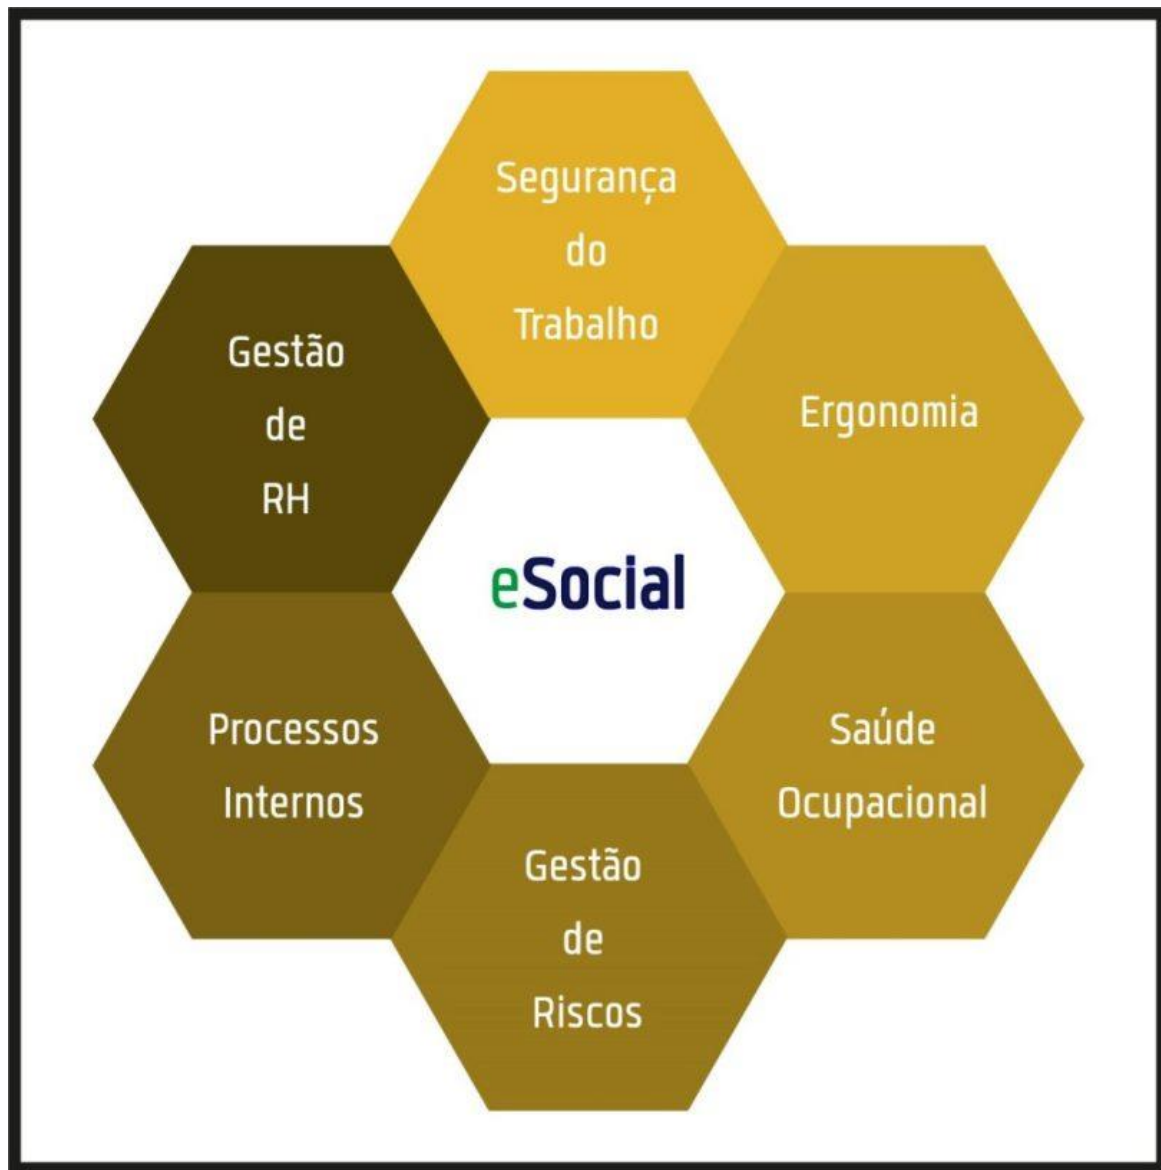 Segurança
do
Trabalho
Gestão
de
RH
Ergonomia
eSocial
Processos
Internos
Saúde
Ocupacional
Gestão
de
Riscos